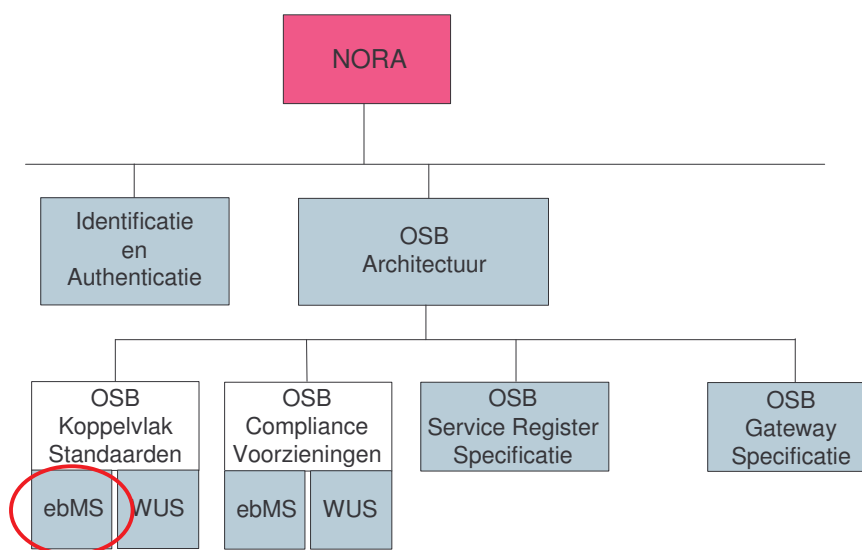 NORA
Identificatie
en
Authenticatie
OSB
Architectuur
OSB
Koppelvlak
Standaarden
ebMS
WUS
OSB
Compliance
Voorzieningen
ebMS
WUS
OSB
Service Register
Specificatie
OSB
Gateway
Specificatie